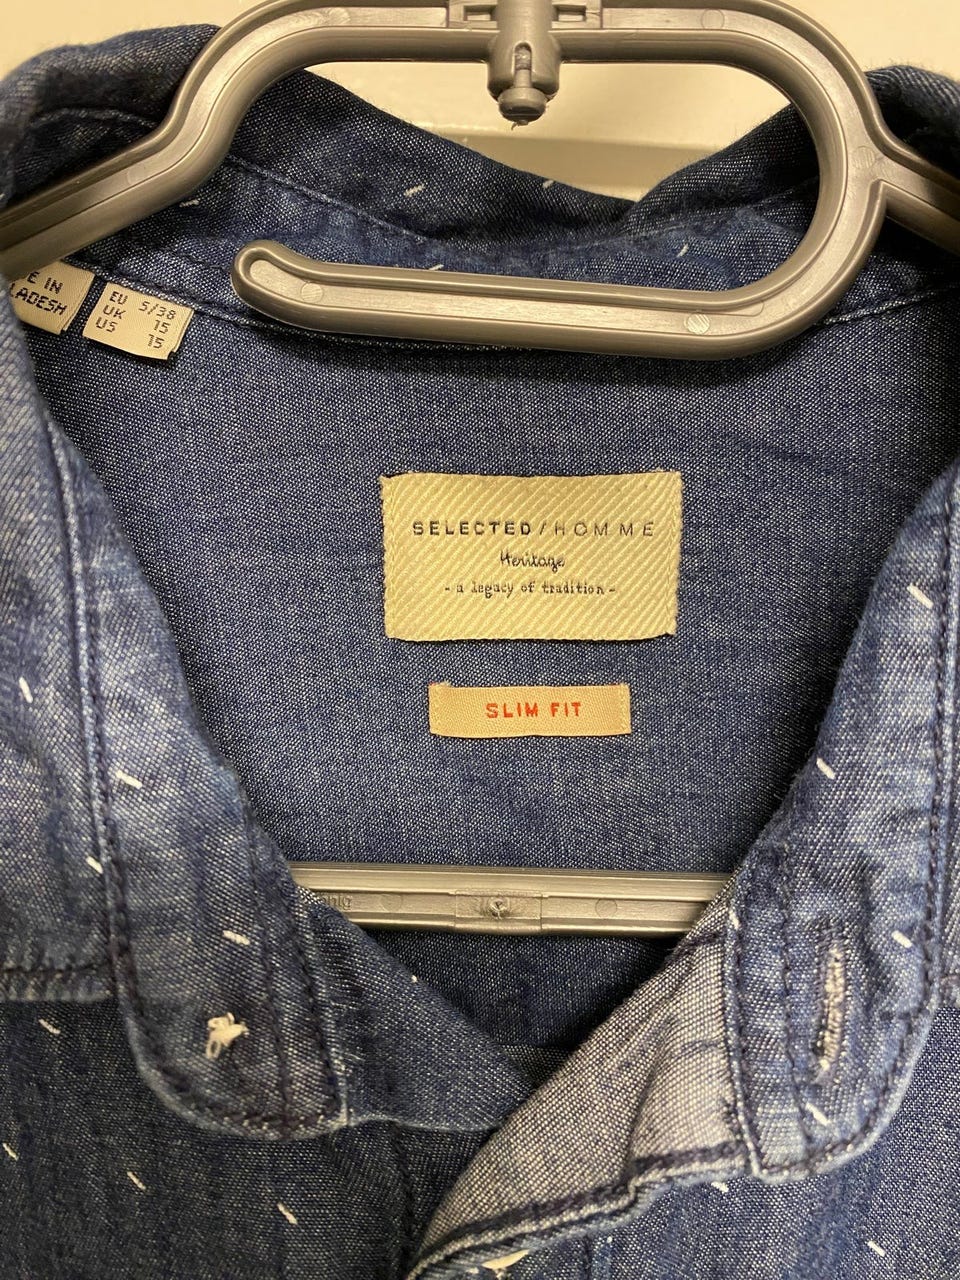 E IN
LADESH
EU S/38
UK 15
US 15
SELECTED/HOMME
Heritage
- a legacy of tradition -
SLIM FIT